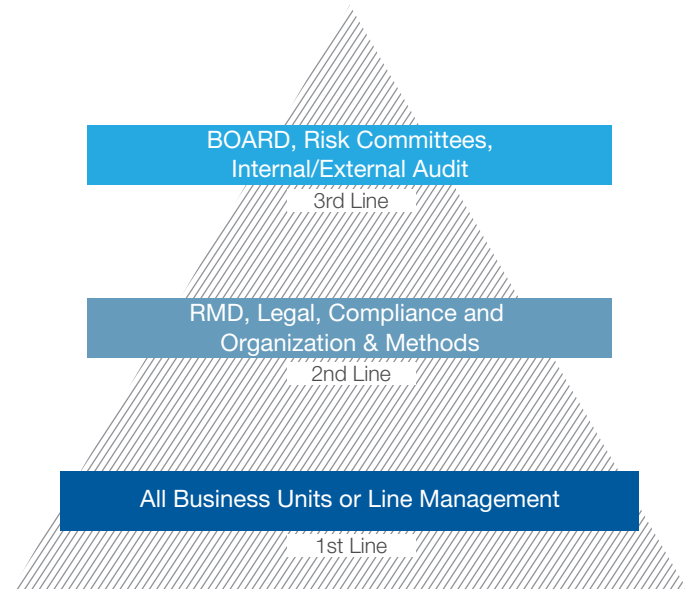 BOARD, Risk Committees,
Internal/External Audit
3rd Line
RMD, Legal, Compliance and
Organization & Methods
2nd Line
All Business Units or Line Management
1st Line